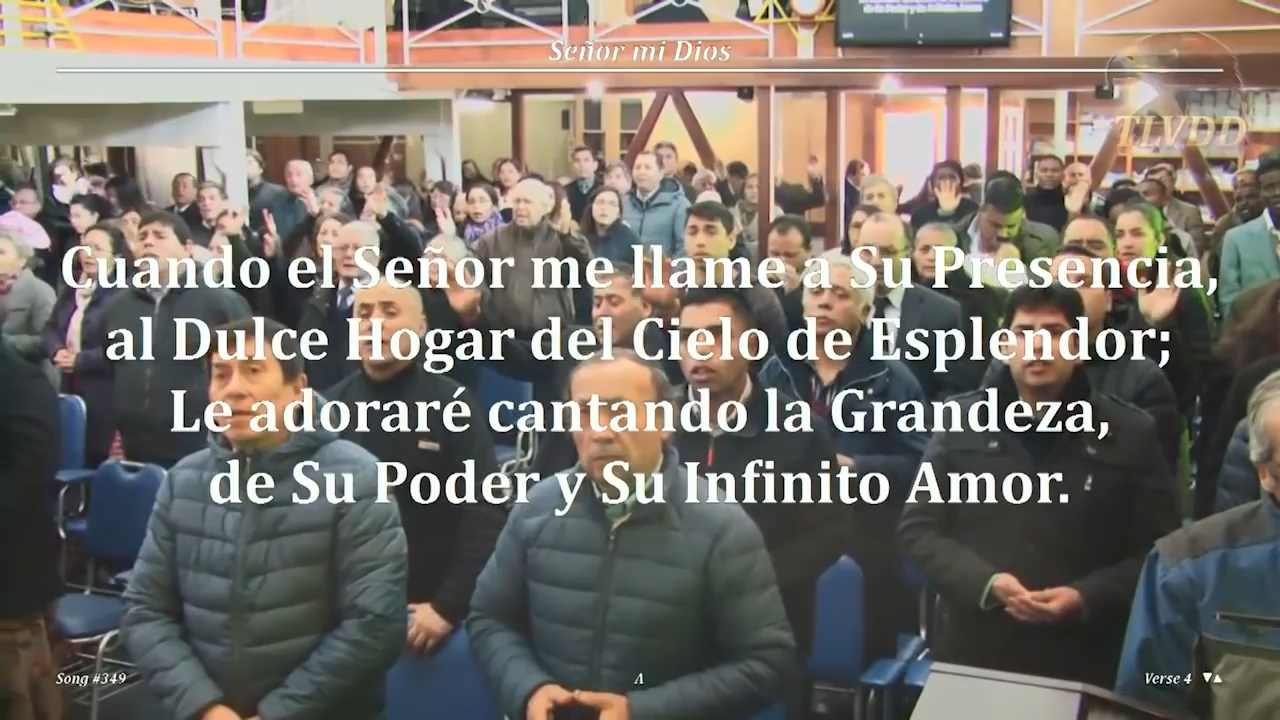 Señor mi Dios
TLVDD
Cuando el Señor me llame a Su Presencia,
al Dulce Hogar del Cielo de Esplendor;
Le adoraré cantando la Grandeza,
de Su Poder y Su Infinito Amor.
Song #349
Verse 4 ▼▲